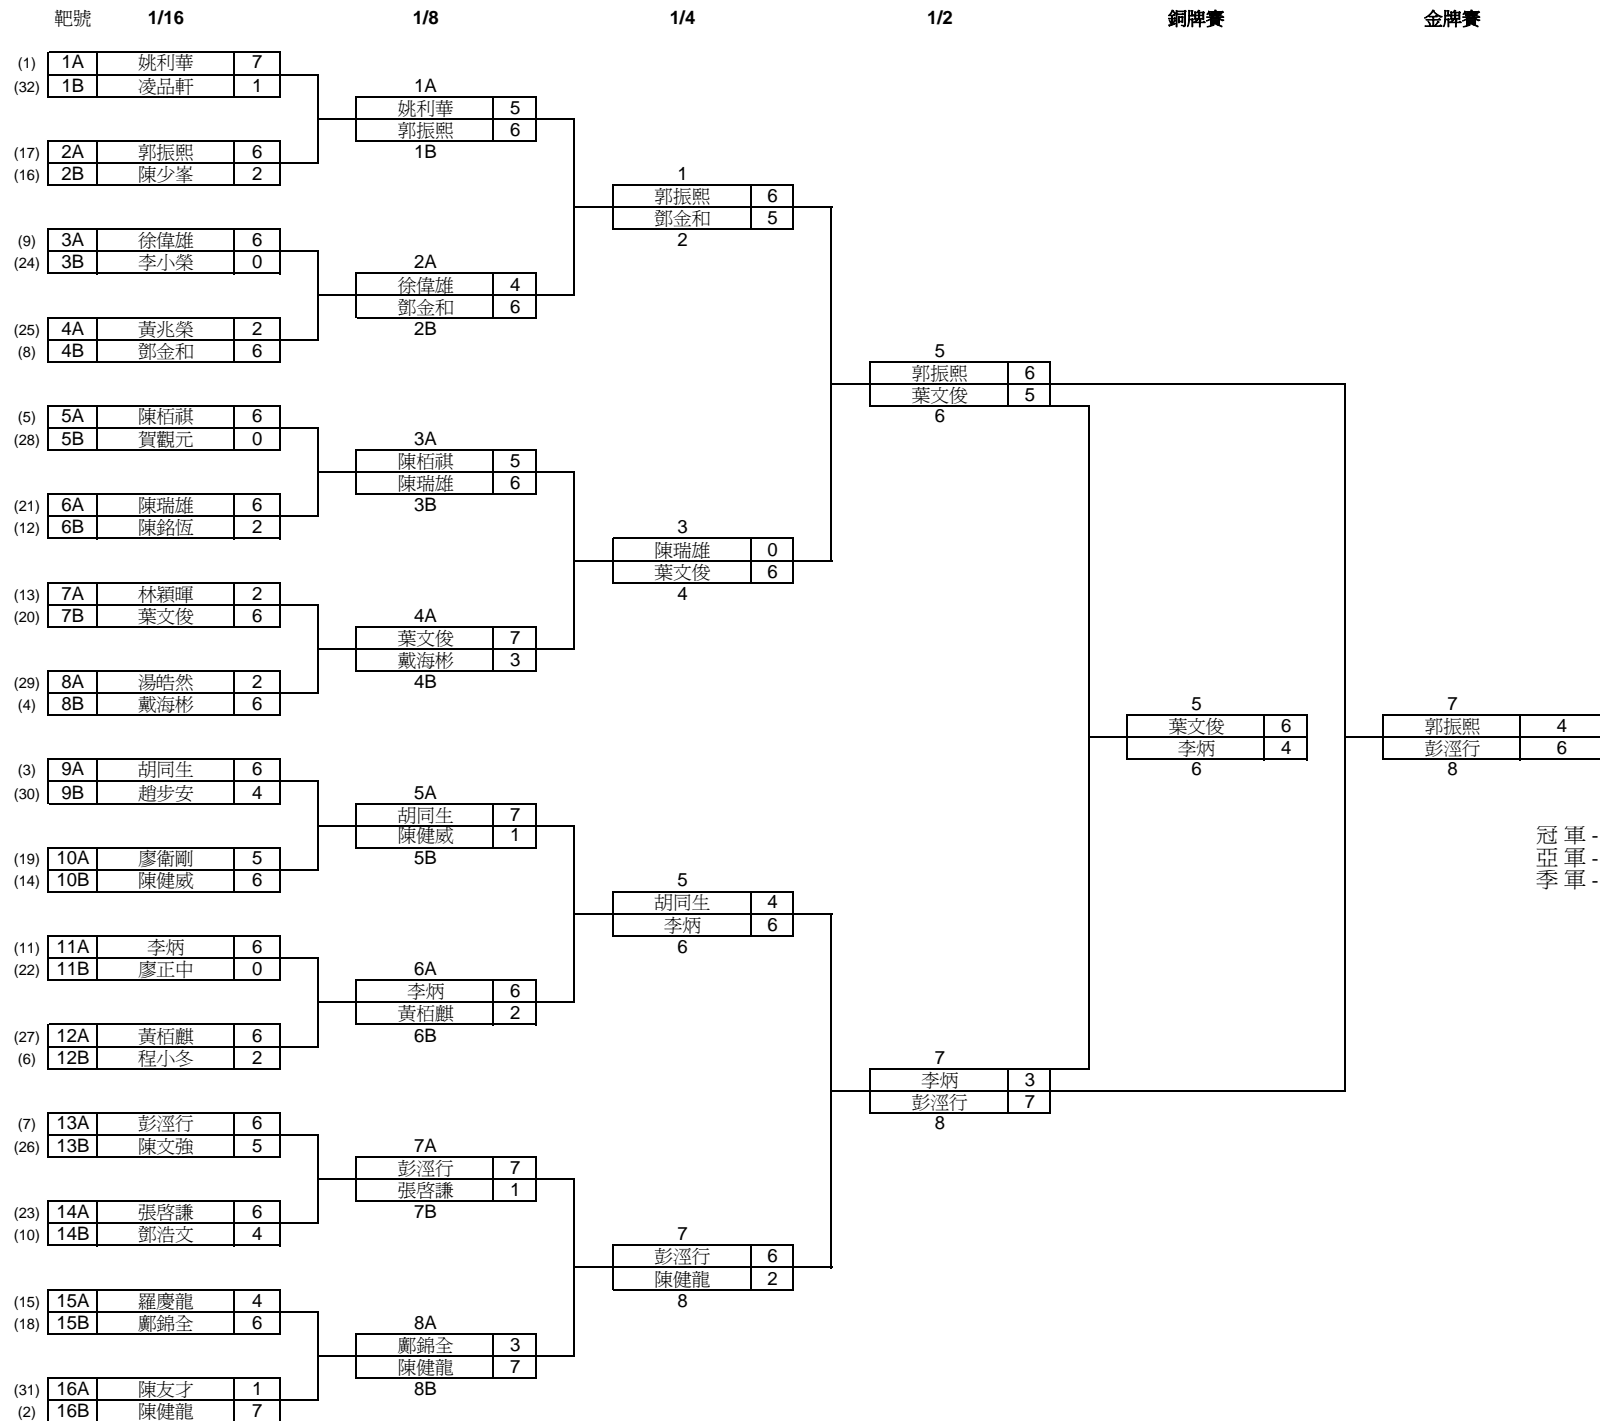 靶號 1/16 1/8 1/4 1/2 銅牌賽 金牌賽
(1) 1A 姚利華 7
(32) 1B 凌品軒 1
1A
姚利華 5
郭振熙 6
1B
(17) 2A 郭振熙 6
(16) 2B 陳少峯 2
1
郭振熙 6
鄧金和 5
2
(9) 3A 徐偉雄 6
(24) 3B 李小榮 0
2A
徐偉雄 4
鄧金和 6
2B
(25) 4A 黃兆榮 2
(8) 4B 鄧金和 6
5
郭振熙 6
葉文俊 5
6
(5) 5A 陳栢祺 6
(28) 5B 賀觀元 0
3A
陳栢祺 5
陳瑞雄 6
3B
(21) 6A 陳瑞雄 6
(12) 6B 陳銘恆 2
3
陳瑞雄 0
葉文俊 6
4
(13) 7A 林穎暉 2
(20) 7B 葉文俊 6
4A
葉文俊 7
戴海彬 3
4B
(29) 8A 湯皓然 2
(4) 8B 戴海彬 6
5
葉文俊 6
李炳 4
6
7
郭振熙 4
彭涇行 6
8
(3) 9A 胡同生 6
(30) 9B 趙步安 4
5A
胡同生 7
陳健威 1
5B
冠 軍 -
亞 軍 -
季 軍 -
(19) 10A 廖衛剛 5
(14) 10B 陳健威 6
5
胡同生 4
李炳 6
6
(11) 11A 李炳 6
(22) 11B 廖正中 0
6A
李炳 6
黃栢麒 2
6B
(27) 12A 黃栢麒 6
(6) 12B 程小冬 2
7
李炳 3
彭涇行 7
8
(7) 13A 彭涇行 6
(26) 13B 陳文強 5
7A
彭涇行 7
張啓謙 1
7B
(23) 14A 張啓謙 6
(10) 14B 鄧浩文 4
7
彭涇行 6
陳健龍 2
8
(15) 15A 羅慶龍 4
(18) 15B 鄺錦全 6
8A
鄺錦全 3
陳健龍 7
8B
(31) 16A 陳友才 1
(2) 16B 陳健龍 7